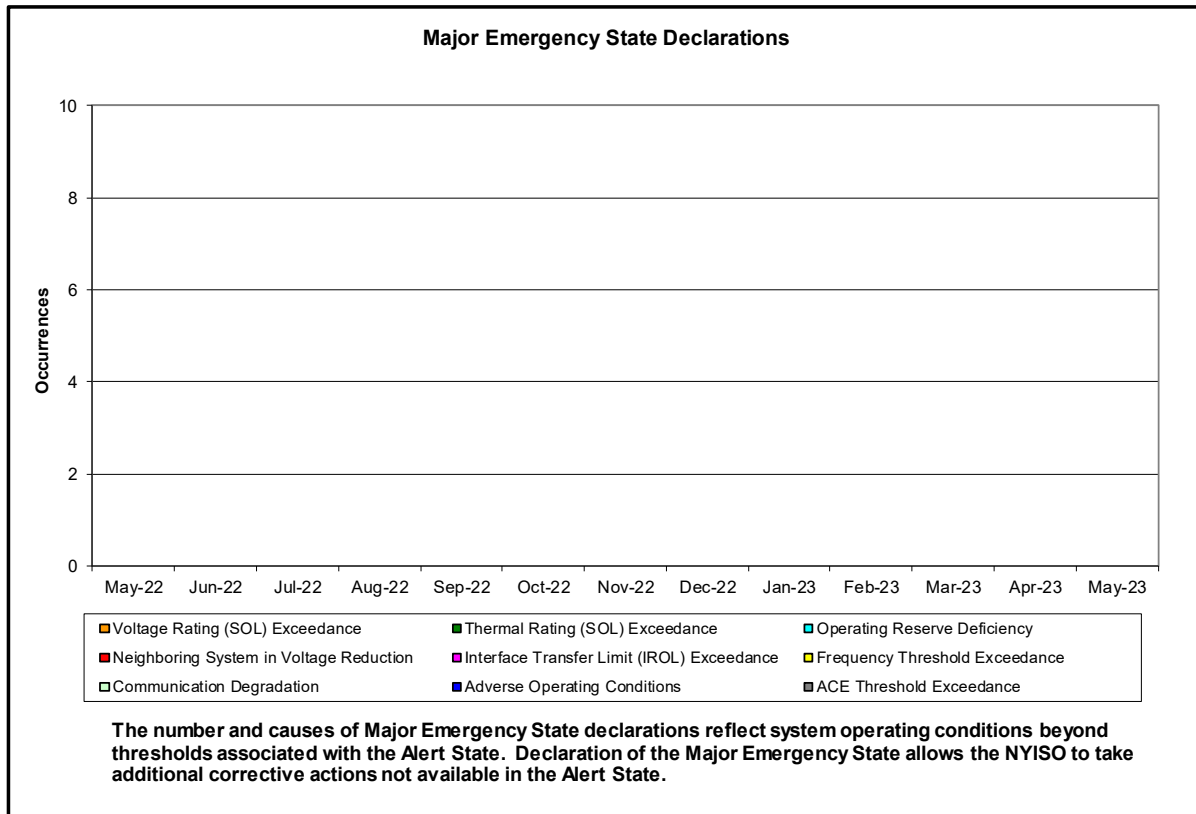 Major Emergency State Declarations
10
8
6
4
2
0
Occurrences
May-22 Jun-22 Jul-22 Aug-22 Sep-22 Oct-22 Nov-22 Dec-22 Jan-23 Feb-23 Mar-23 Apr-23 May-23
Voltage Rating (SOL) Exceedance Thermal Rating (SOL) Exceedance Operating Reserve Deficiency
Neighboring System in Voltage Reduction Interface Transfer Limit (IROL) Exceedance Frequency Threshold Exceedance
Communication Degradation Adverse Operating Conditions ACE Threshold Exceedance
The number and causes of Major Emergency State declarations reflect system operating conditions beyond
thresholds associated with the Alert State. Declaration of the Major Emergency State allows the NYISO to take
additional corrective actions not available in the Alert State.